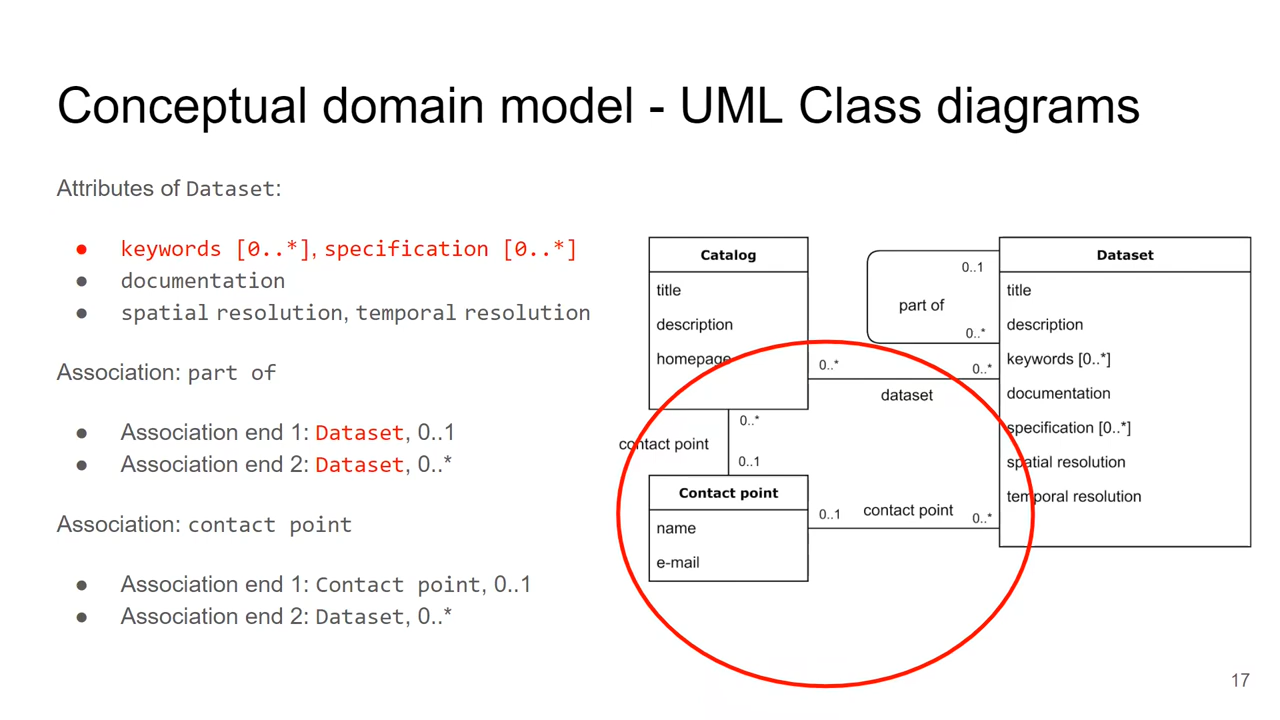 Conceptual domain model - UML Class diagrams
Attributes of Dataset:
● keywords [0..*], specification [0..*]
● documentation
● spatial resolution, temporal resolution
Association: part of
● Association end 1: Dataset, 0..1
● Association end 2: Dataset, 0..*
Association: contact point
● Association end 1: Contact point, 0..1
● Association end 2: Dataset, 0..*
Catalog
title
description
homepage
0..*
0..*
dataset
0..1
part of
0..*
Dataset
title
description
keywords [0..*]
documentation
specification [0..*]
spatial resolution
temporal resolution
0..*
contact point
0..1
Contact point
name
e-mail
0..1
contact point
0..*
17